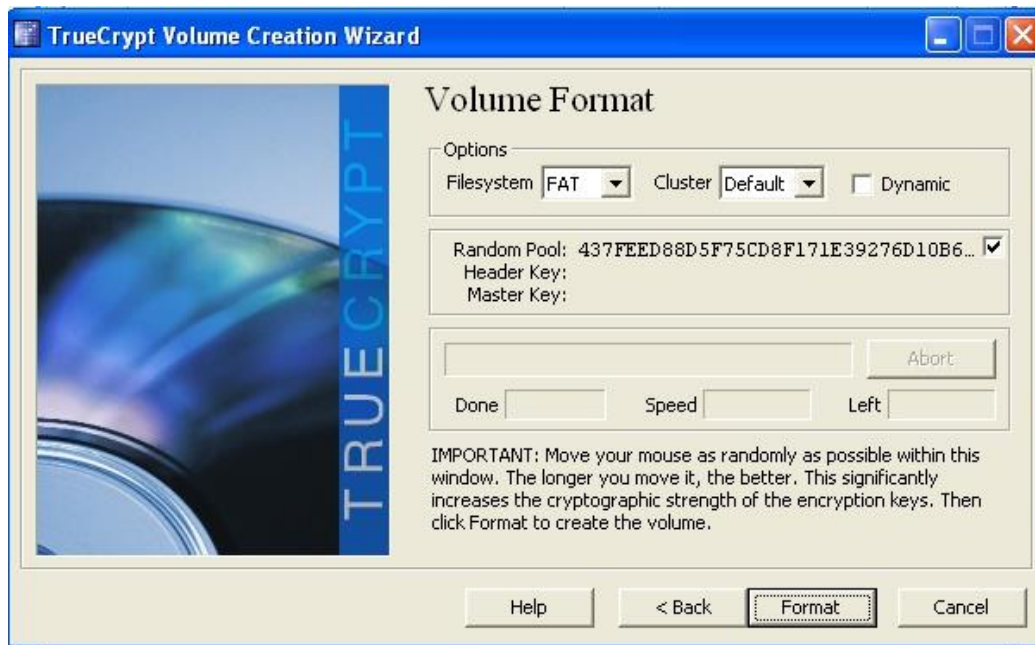 TrueCrypt Volume Creation Wizard
TRUECRYPT
Volume Format
Options
Filesystem FAT Cluster Default Dynamic
Random Pool: 437FEED88D5F75CD8F171E39276D10B6...
Header Key:
Master Key:
Abort
Done Speed Left
IMPORTANT: Move your mouse as randomly as possible within this
window. The longer you move it, the better. This significantly
increases the cryptographic strength of the encryption keys. Then
click Format to create the volume.
Help < Back Format Cancel